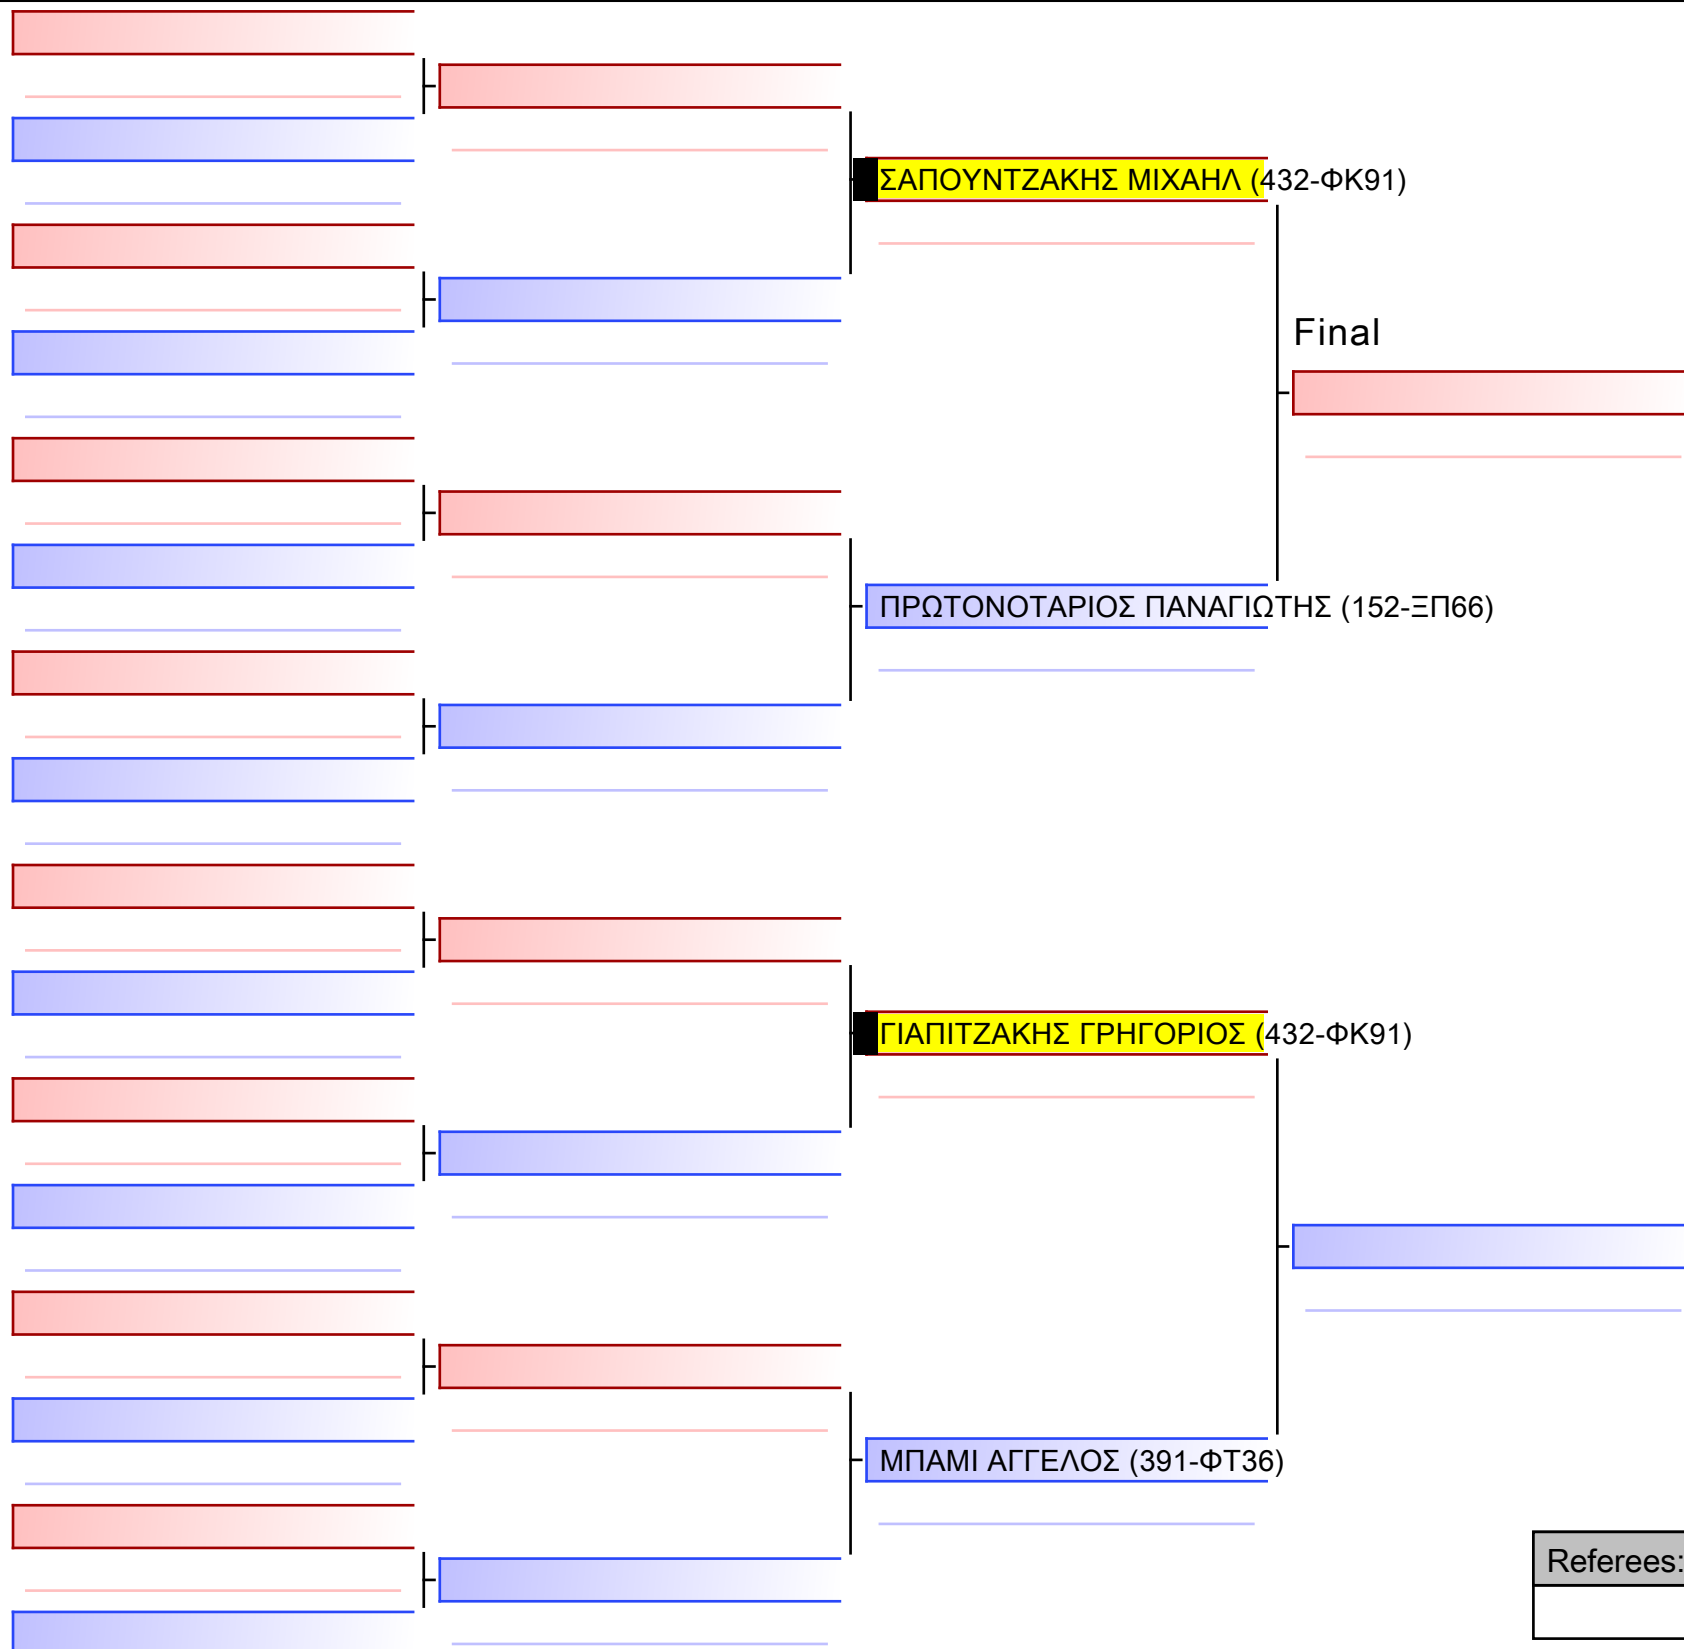 ΣΑΠΟΥΝΤΖΑΚΗΣ ΜΙΧΑΗΛ (432-ΦΚ91)
Final
ΠΡΩΤΟΝΟΤΑΡΙΟΣ ΠΑΝΑΓΙΩΤΗΣ (152-ΞΠ66)
ΓΙΑΠΙΤΖΑΚΗΣ ΓΡΗΓΟΡΙΟΣ (432-ΦΚ91)
ΜΠΑΜΙ ΑΓΓΕΛΟΣ (391-ΦΤ36)
Referees: